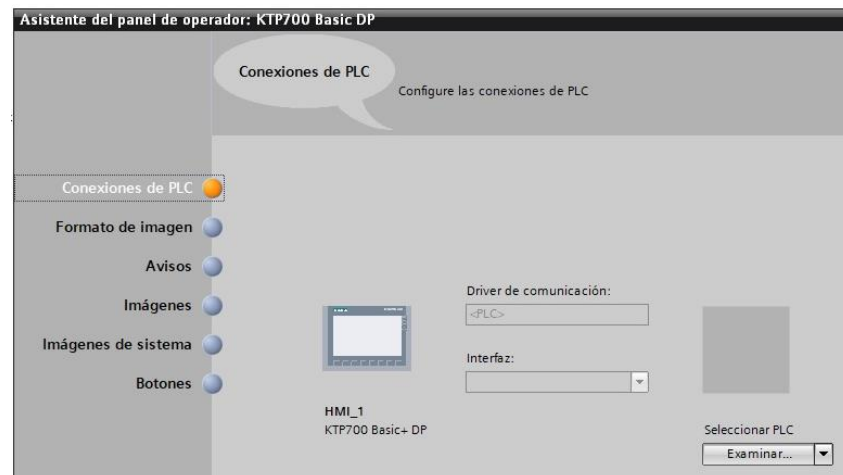 Asistente del panel de operador: KTP700 Basic DP
Conexiones de PLC
Configure las conexiones de PLC
Conexiones de PLC
Formato de imagen
Avisos
Imágenes
Imágenes de sistema
Botones
Driver de comunicación:
<PLC>
Interfaz:
HMI_1
KTP700 Basic+ DP
Seleccionar PLC
Examinar...